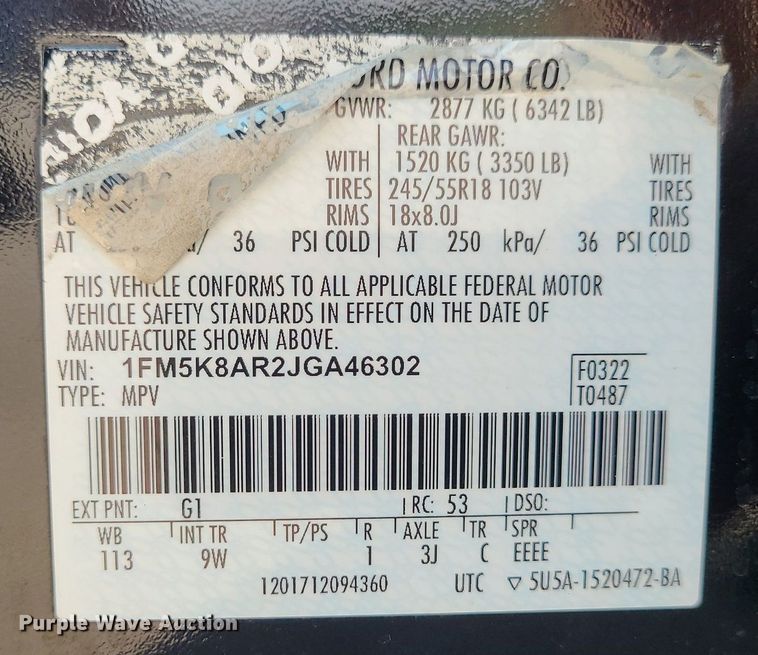 ORD MOTOR CO.
GVWR: 2877 KG ( 6342 LB)
REAR GAWR:
WITH 1520 KG ( 3350 LB) WITH
TIRES 245/55R18 103V TIRES
RIMS 18x8.0J RIMS
AT kPa/ 36 PSI COLD AT 250 kPa/ 36 PSI COLD
THIS VEHICLE CONFORMS TO ALL APPLICABLE FEDERAL MOTOR
VEHICLE SAFETY STANDARDS IN EFFECT ON THE DATE OF
MANUFACTURE SHOWN ABOVE.
VIN: 1FM5K8AR2JGA46302 F0322
TYPE: MPV T0487
EXT PNT: G1 RC: 53 DSO:
WB INT TR TP/PS R AXLE TR SPR
113 9W 1 3J C EEEE
1201712094360 UTC ▽ 5U5A-1520472-BA
Purple Wave Auction